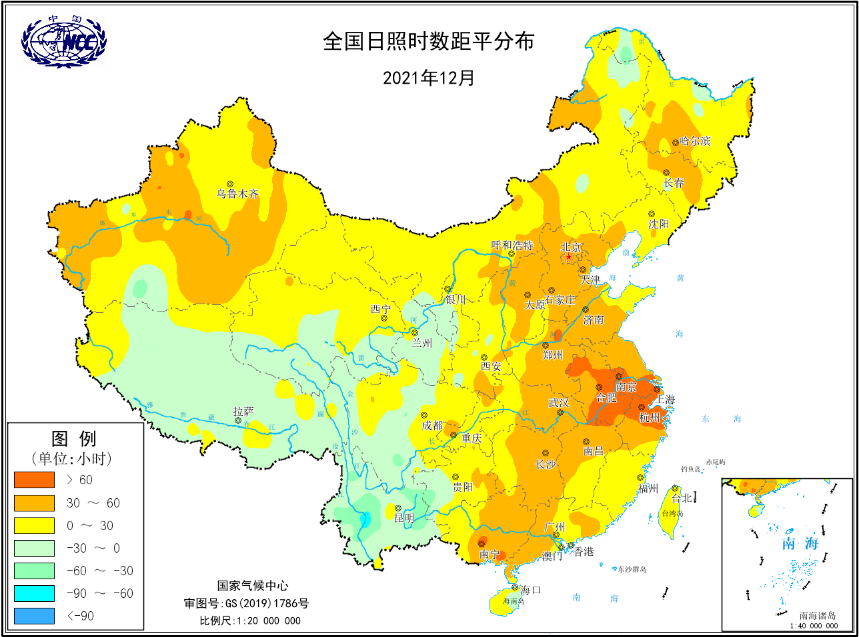 中国
NCC
全国日照时数距平分布
2021年12月
哈尔滨
长春
乌鲁木齐
沈阳
呼和浩特
北京
天津
渤
海
黄
银川
太原
石家庄
西宁
济南
海
兰州
郑州
西安
南京
合肥
上海
拉萨
武汉
杭州
东 海
成都
重庆
南昌
长沙
钓鱼岛
赤尾屿
贵阳
福州
台北
昆明
台湾岛
广州
南宁
澳门
香港
东沙群岛
海口
海南岛
南 海
图 例
(单位:小时)
> 60
30 ~ 60
0 ~ 30
-30 ~ 0
-60 ~ -30
-90 ~ -60
<-90
国家气候中心
审图号:GS(2019)1786号
比例尺:1:20 000 000
南 海
南海诸岛
1:40 000 000